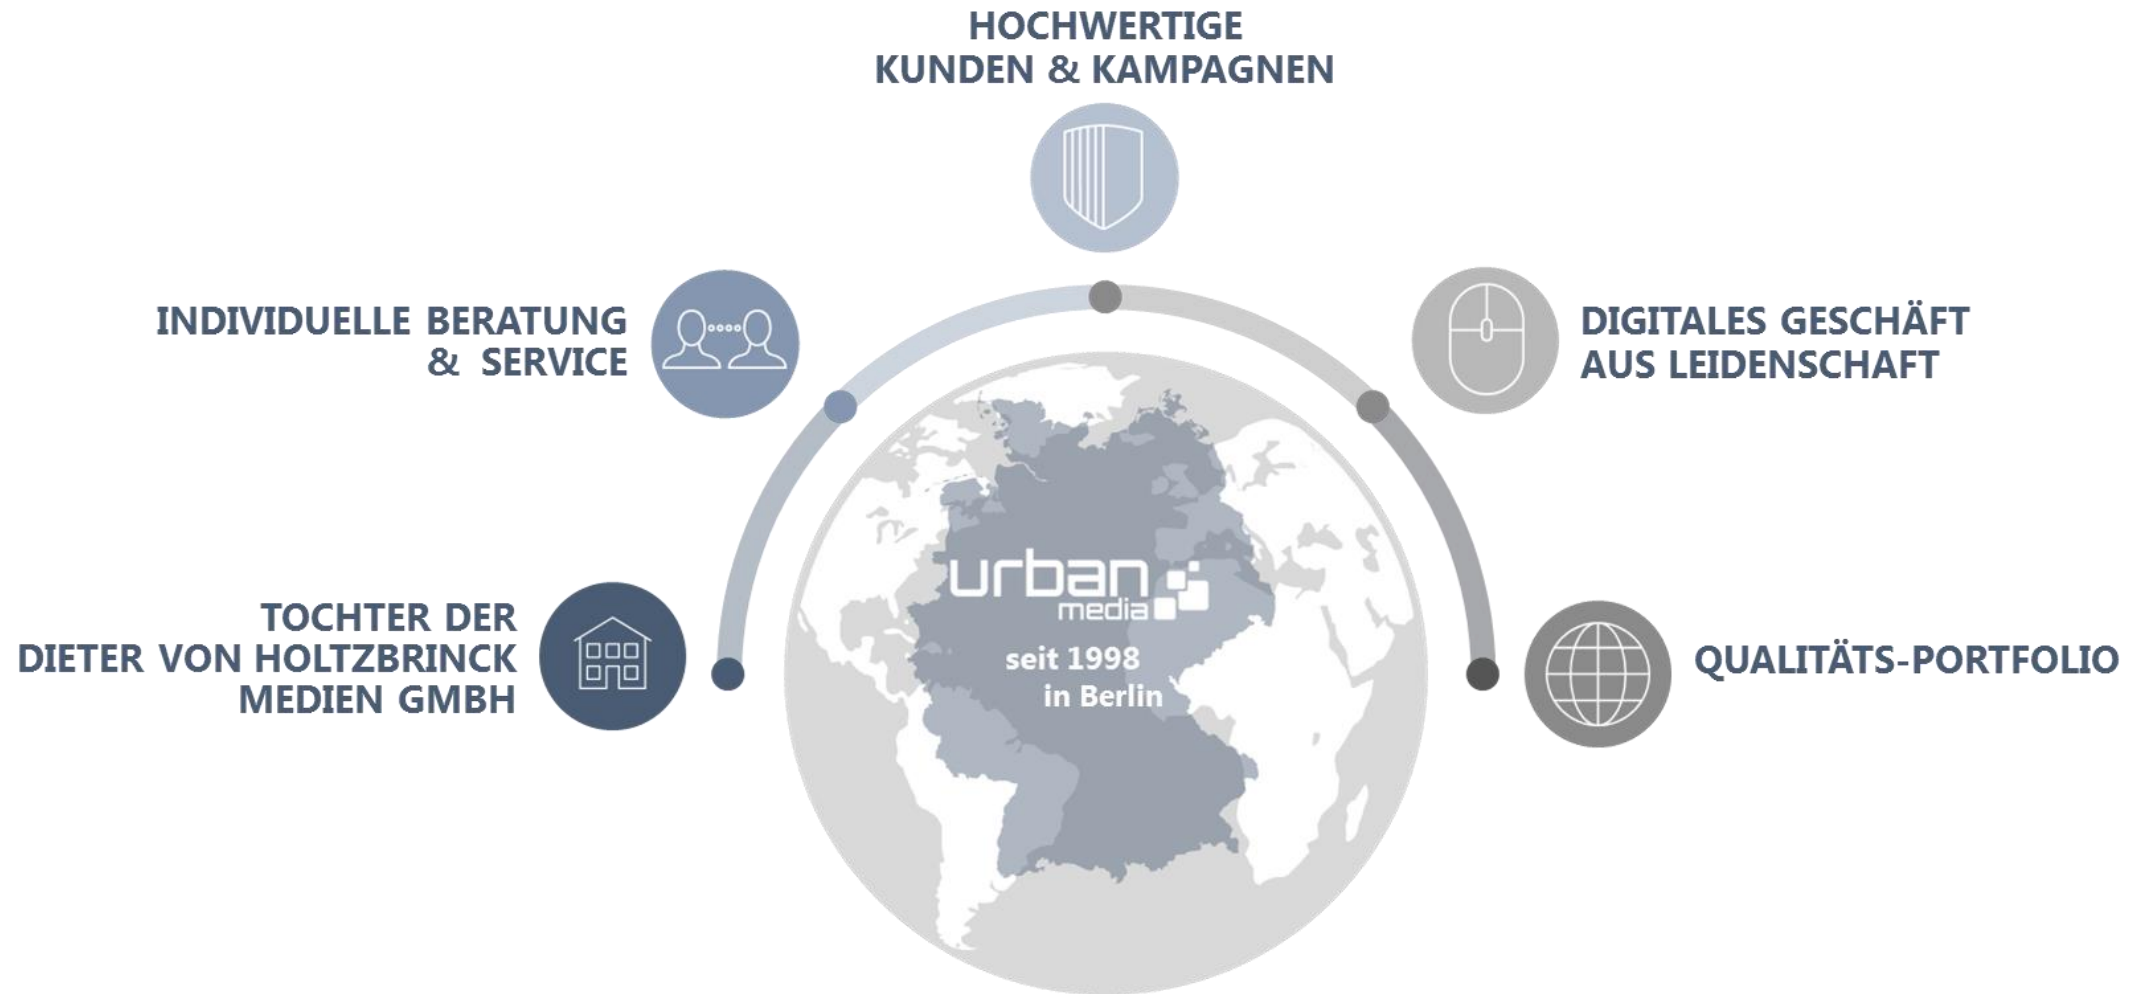 HOCHWERTIGE
KUNDEN & KAMPAGNEN
INDIVIDUELLE BERATUNG
& SERVICE
DIGITALES GESCHÄFT
AUS LEIDENSCHAFT
TOCHTER DER
DIETER VON HOLTZBRINCK
MEDIEN GMBH
urban
media
seit 1998
in Berlin
QUALITÄTS-PORTFOLIO